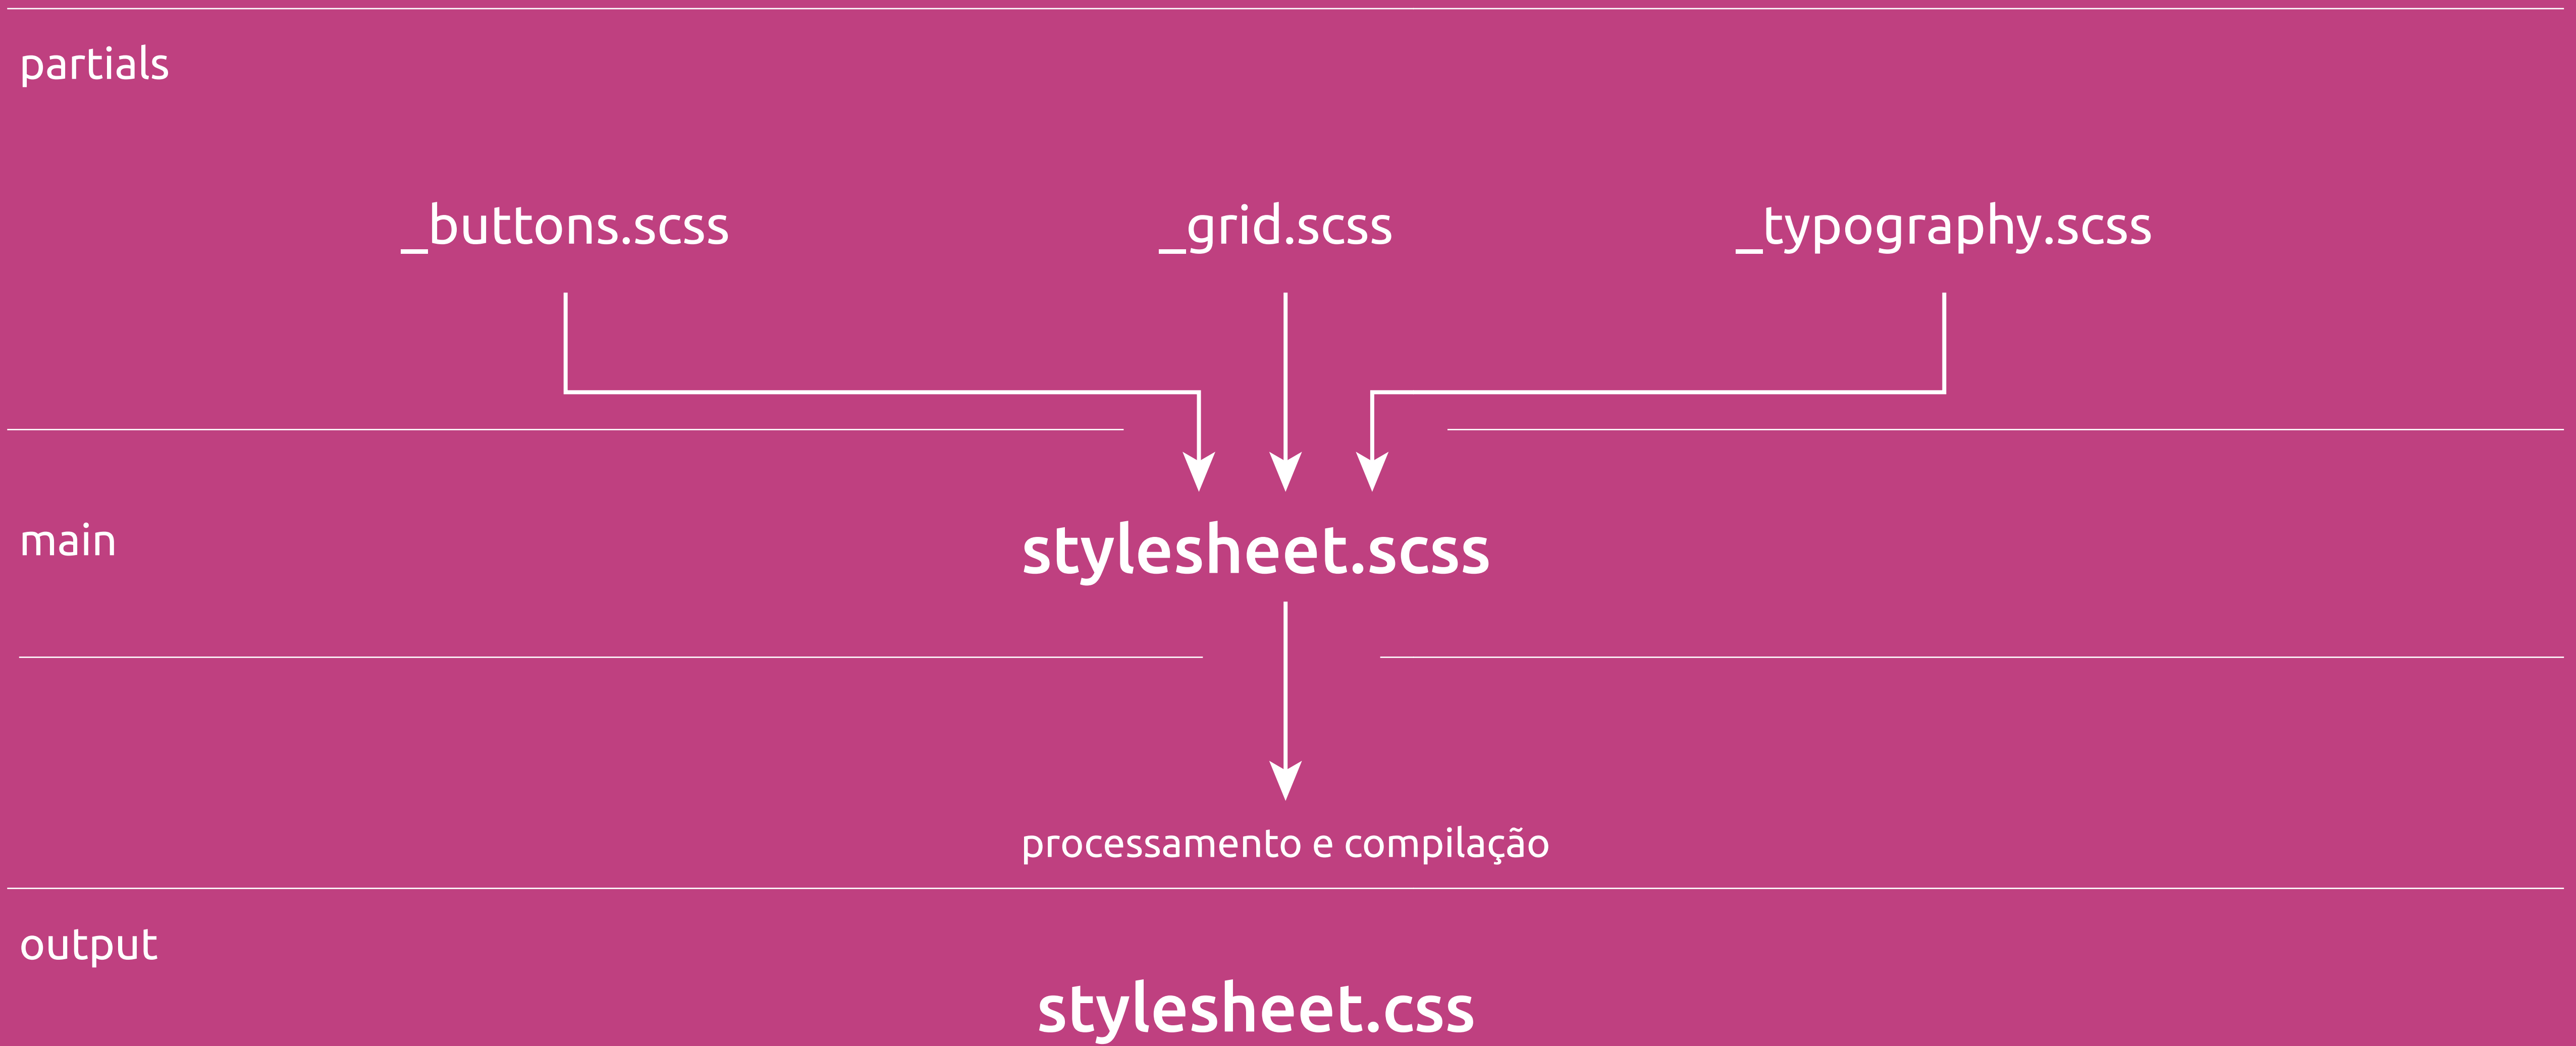 partials
_buttons.scss
_grid.scss
_typography.scss
main
stylesheet.scss
processamento e compilação
output
stylesheet.css